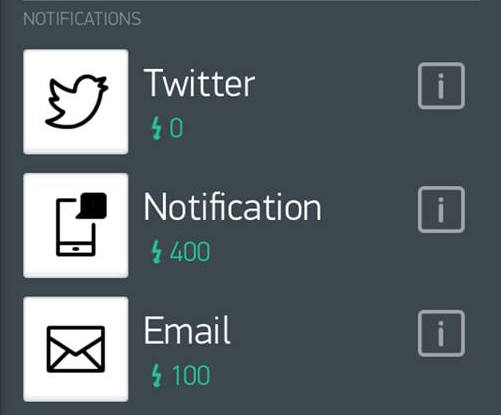 NOTIFICATIONS
Twitter
0
Notification
400
Email
100